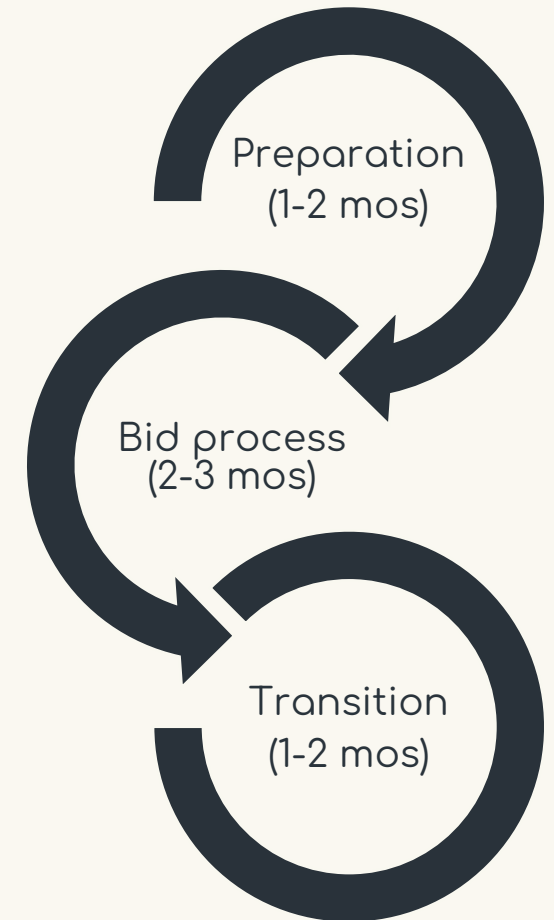 Preparation
(1-2 mos)
Bid process
(2-3 mos)
Transition
(1-2 mos)